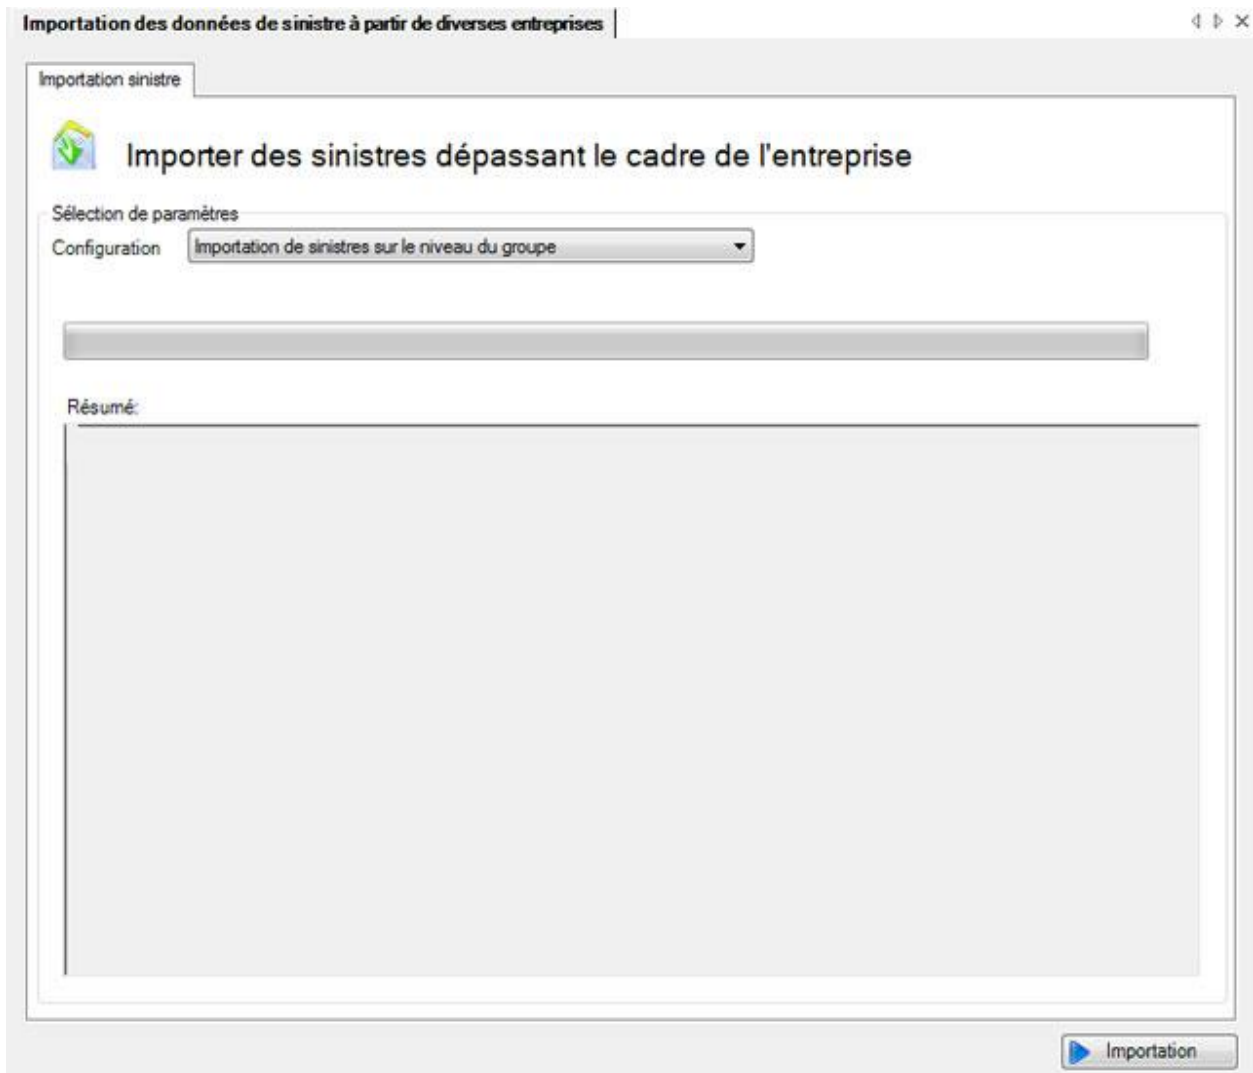 Importation des données de sinistre à partir de diverses entreprises
Importation sinistre
Importer des sinistres dépassant le cadre de l'entreprise
Sélection de paramètres
Configuration Importation de sinistres sur le niveau du groupe
Résumé:
Importation